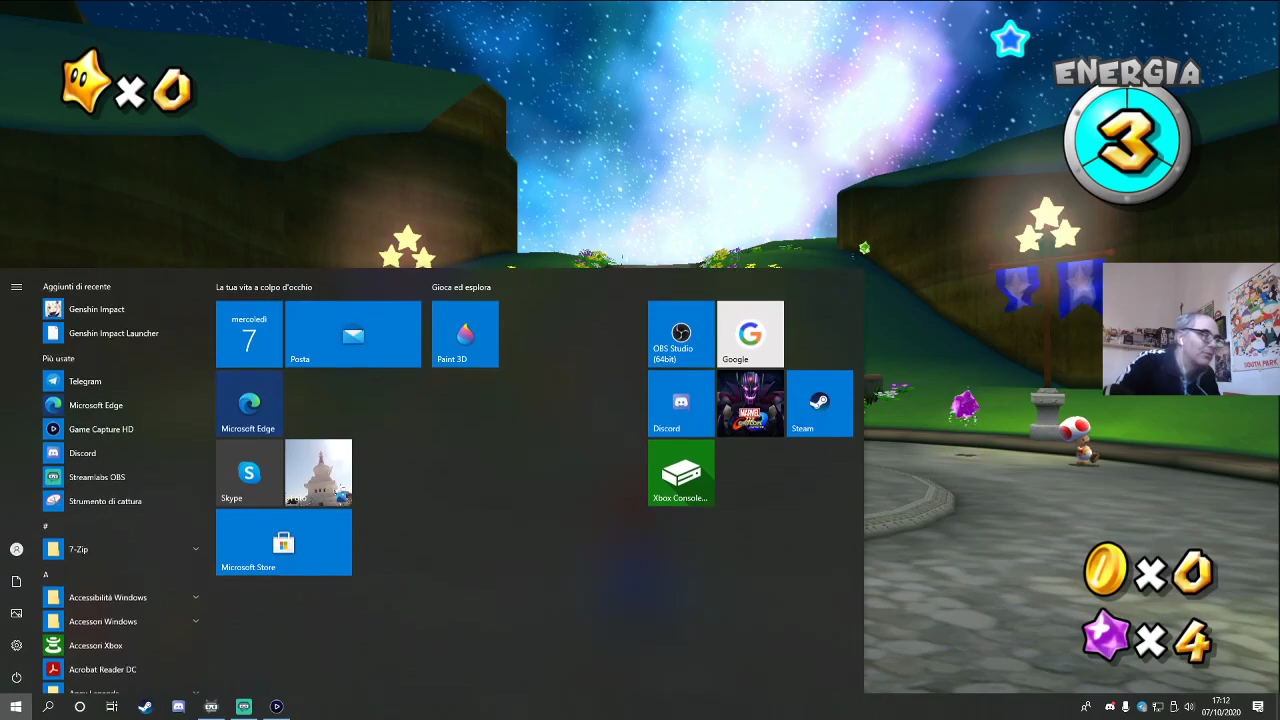 x 0
ENERGIA
3
Aggiunti di recente
Genshin Impact
Genshin Impact Launcher
Più usate
Telegram
Microsoft Edge
Game Capture HD
Discord
Streamlabs OBS
Strumento di cattura
#
7-Zip
A
Accessibilità Windows
Accessori Windows
Accessori Xbox
Acrobat Reader DC
La tua vita a colpo d'occhio
mercoledì
7
Posta
Microsoft Edge
Skype
Microsoft Store
Gioca ed esplora
Paint 3D
OBS Studio
(64bit)
Google
Discord
MARVEL
Steam
Xbox Console...
SOUTH PARK
x 0
x 4
17:12
07/10/2020